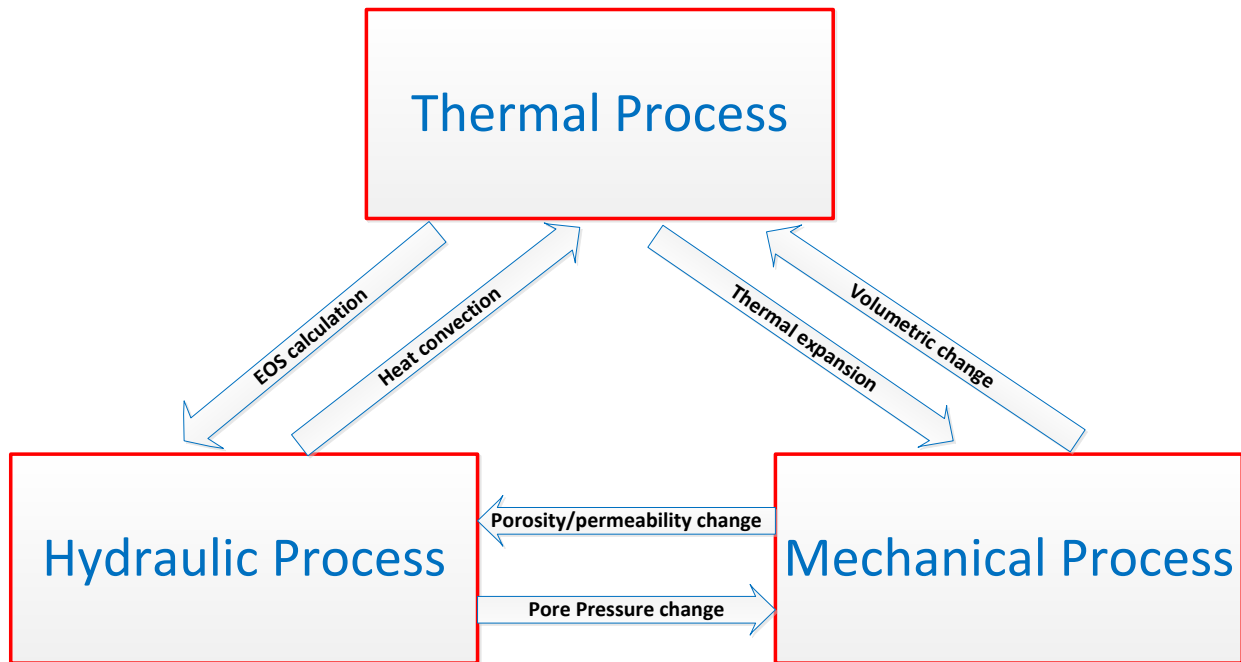 Thermal Process
EOS calculation
Heat convection
Thermal expansion
Volumetric change
Hydraulic Process
Porosity/permeability change
Pore Pressure change
Mechanical Process